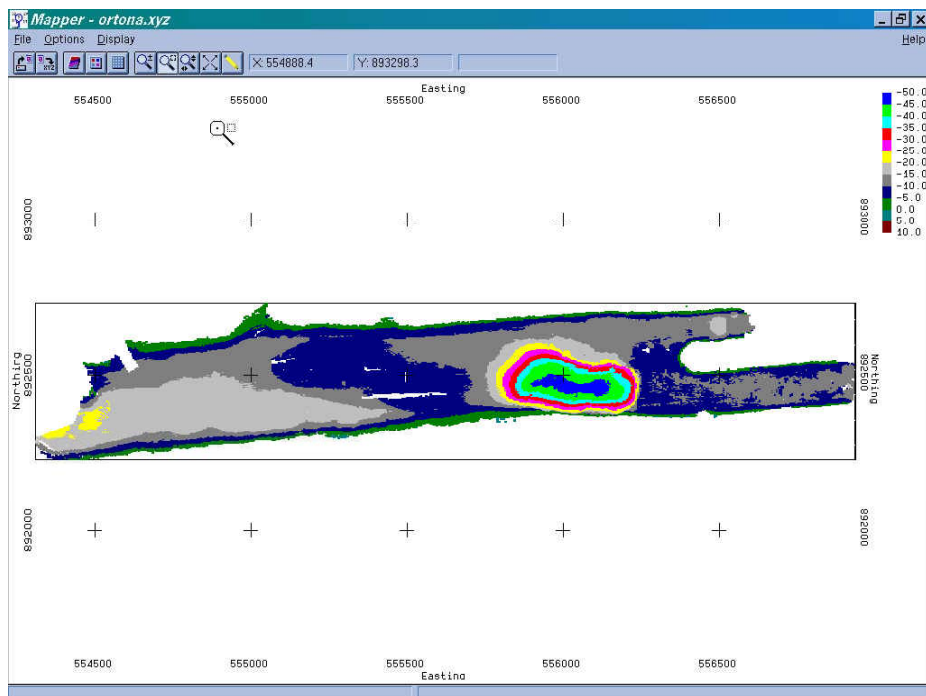 Mapper - ortona.xyz
File Options Display Help
XYZ X: 554888.4 Y: 893298.3
Easting
554500 555000 555500 556000 556500
-50.0
-45.0
-40.0
-35.0
-30.0
-25.0
-20.0
-15.0
-10.0
-5.0
0.0
5.0
10.0
893000 893000
Northing 892500 892500 Northing
892000 892000
554500 555000 555500 556000 556500
Easting